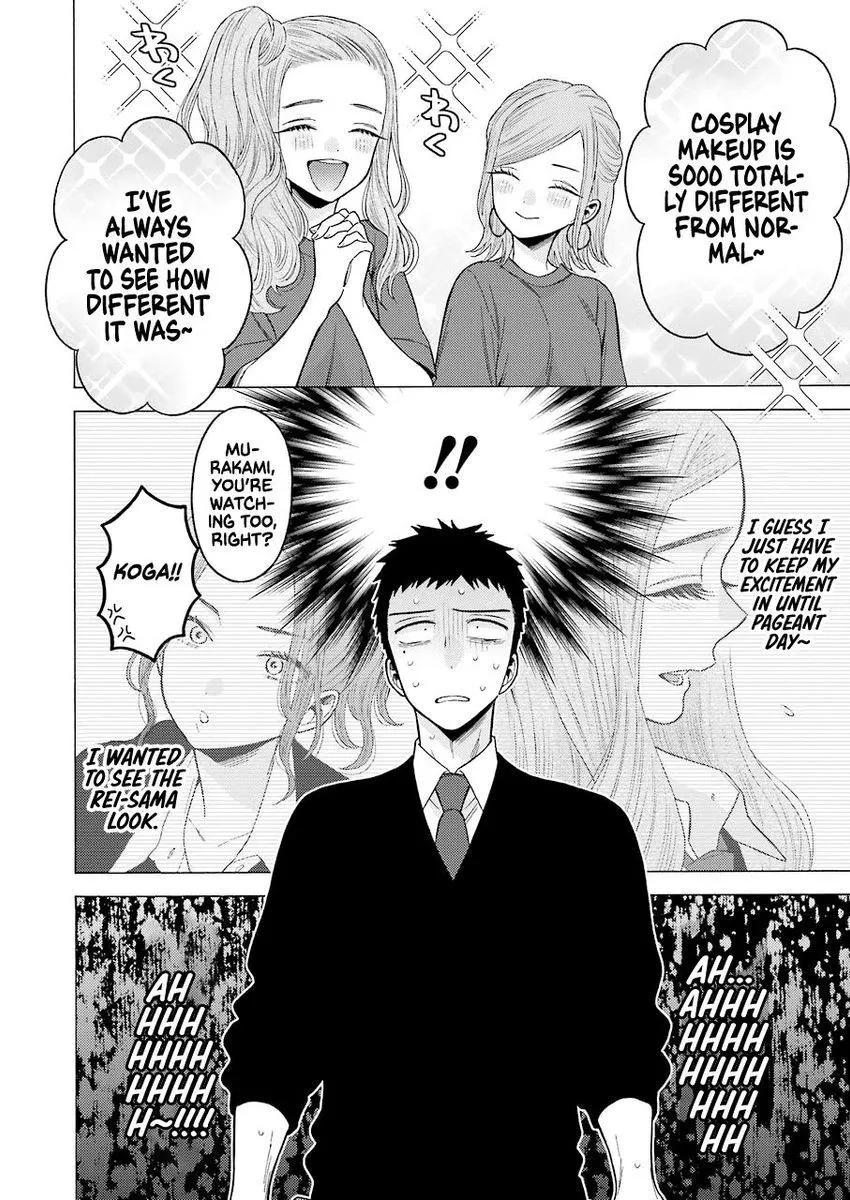 COSPLAY
MAKEUP IS
SOOO TOTAL-
LY DIFFERENT
FROM NOR-
MAL~
わく
わく
I'VE
ALWAYS
WANTED
TO SEE HOW
DIFFERENT
IT WAS~
!!
I GUESS I
JUST HAVE
TO KEEP MY
EXCITEMENT
IN UNTIL
PAGEANT
DAY~
MU-
RAKAMI,
YOU'RE
WATCH-
ING TOO,
RIGHT?
KOGA!!
I WANTED
TO SEE THE
REI-SAMA
LOOK.
AH...
AHHH
HHHH
HHHH
HHH
HH
AH
HHH
HHHH
HHHH
H~!!!!